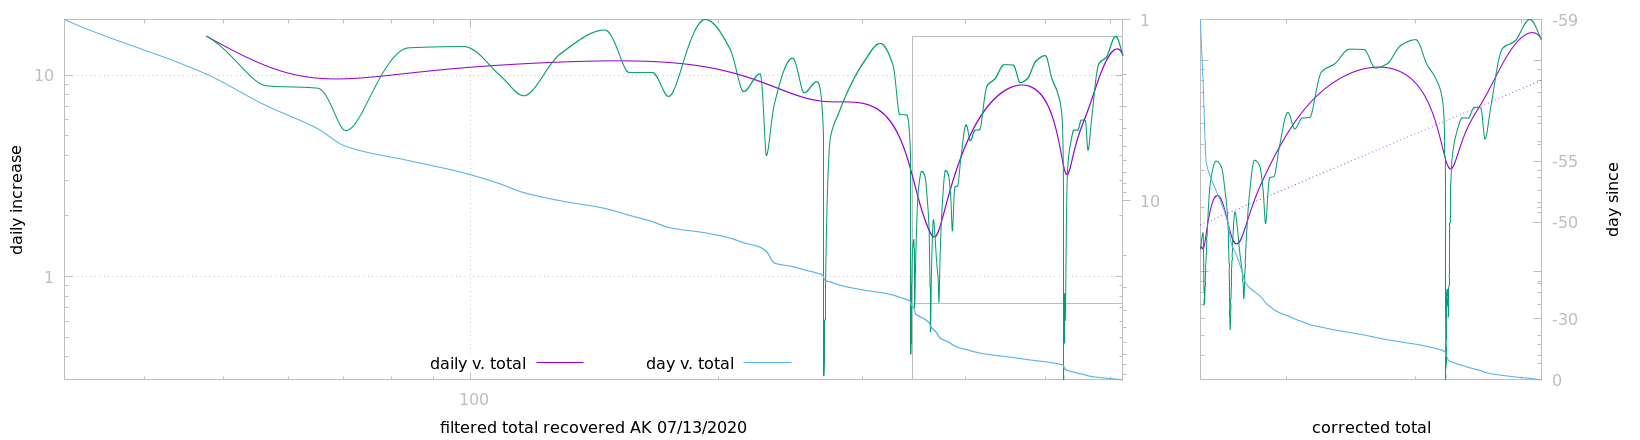 daily increase
10
1
daily v. total
day v. total
100
filtered total recovered AK 07/13/2020
1
10
-59
-55
-50
-30
0
day since
corrected total